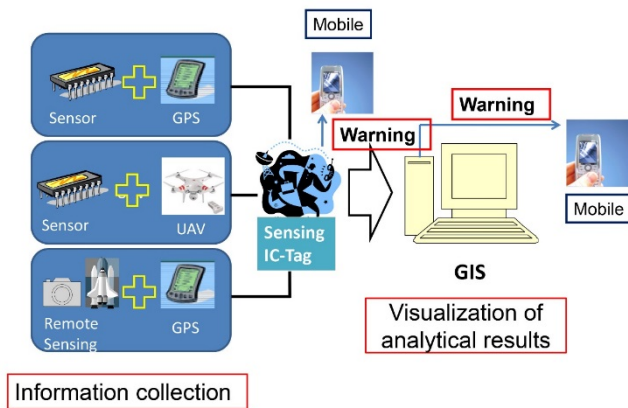 Mobile
Sensor
GPS
Warning
Warning
Sensor
UAV
Sensing
IC-Tag
Mobile
Remote
Sensing
GPS
GIS
Visualization of
analytical results
Information collection